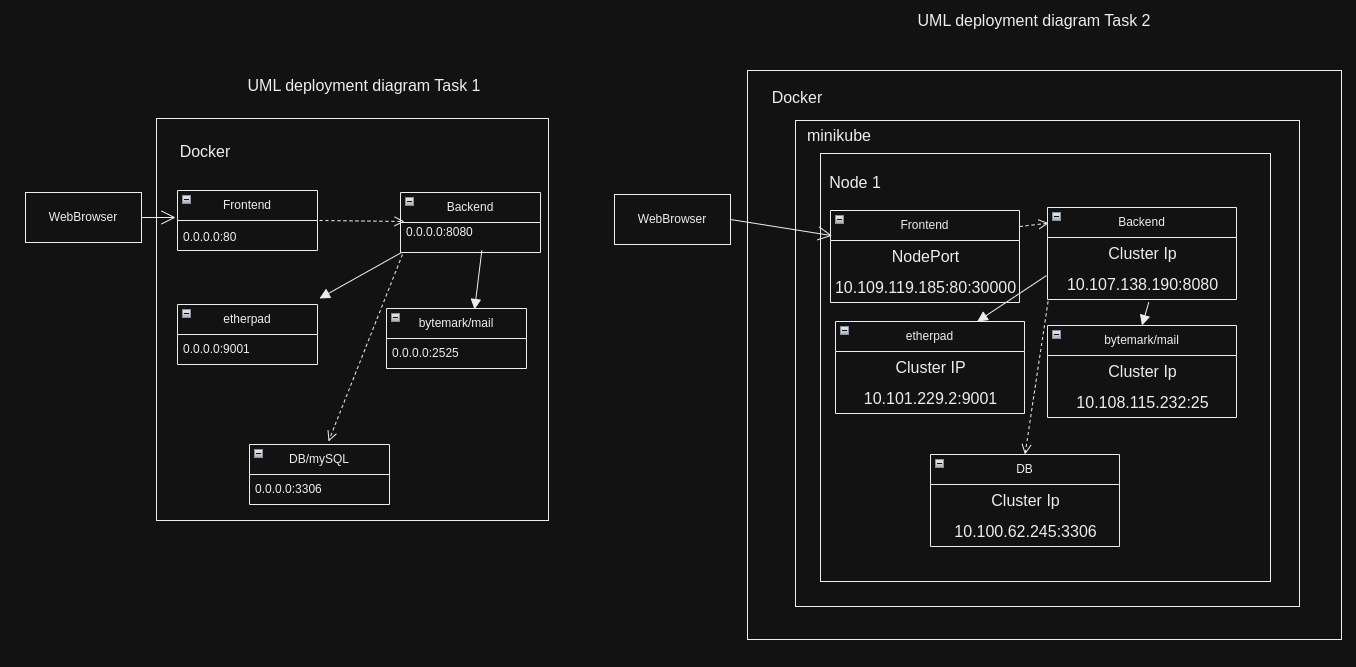 UML deployment diagram Task 1
Docker
WebBrowser
Frontend
0.0.0.0:80
Backend
0.0.0.0:8080
etherpad
0.0.0.0:9001
bytemark/mail
0.0.0.0:2525
DB/mySQL
0.0.0.0:3306
UML deployment diagram Task 2
Docker
minikube
Node 1
WebBrowser
Frontend
NodePort
10.109.119.185:80:30000
Backend
Cluster Ip
10.107.138.190:8080
etherpad
Cluster IP
10.101.229.2:9001
bytemark/mail
Cluster Ip
10.108.115.232:25
DB
Cluster Ip
10.100.62.245:3306